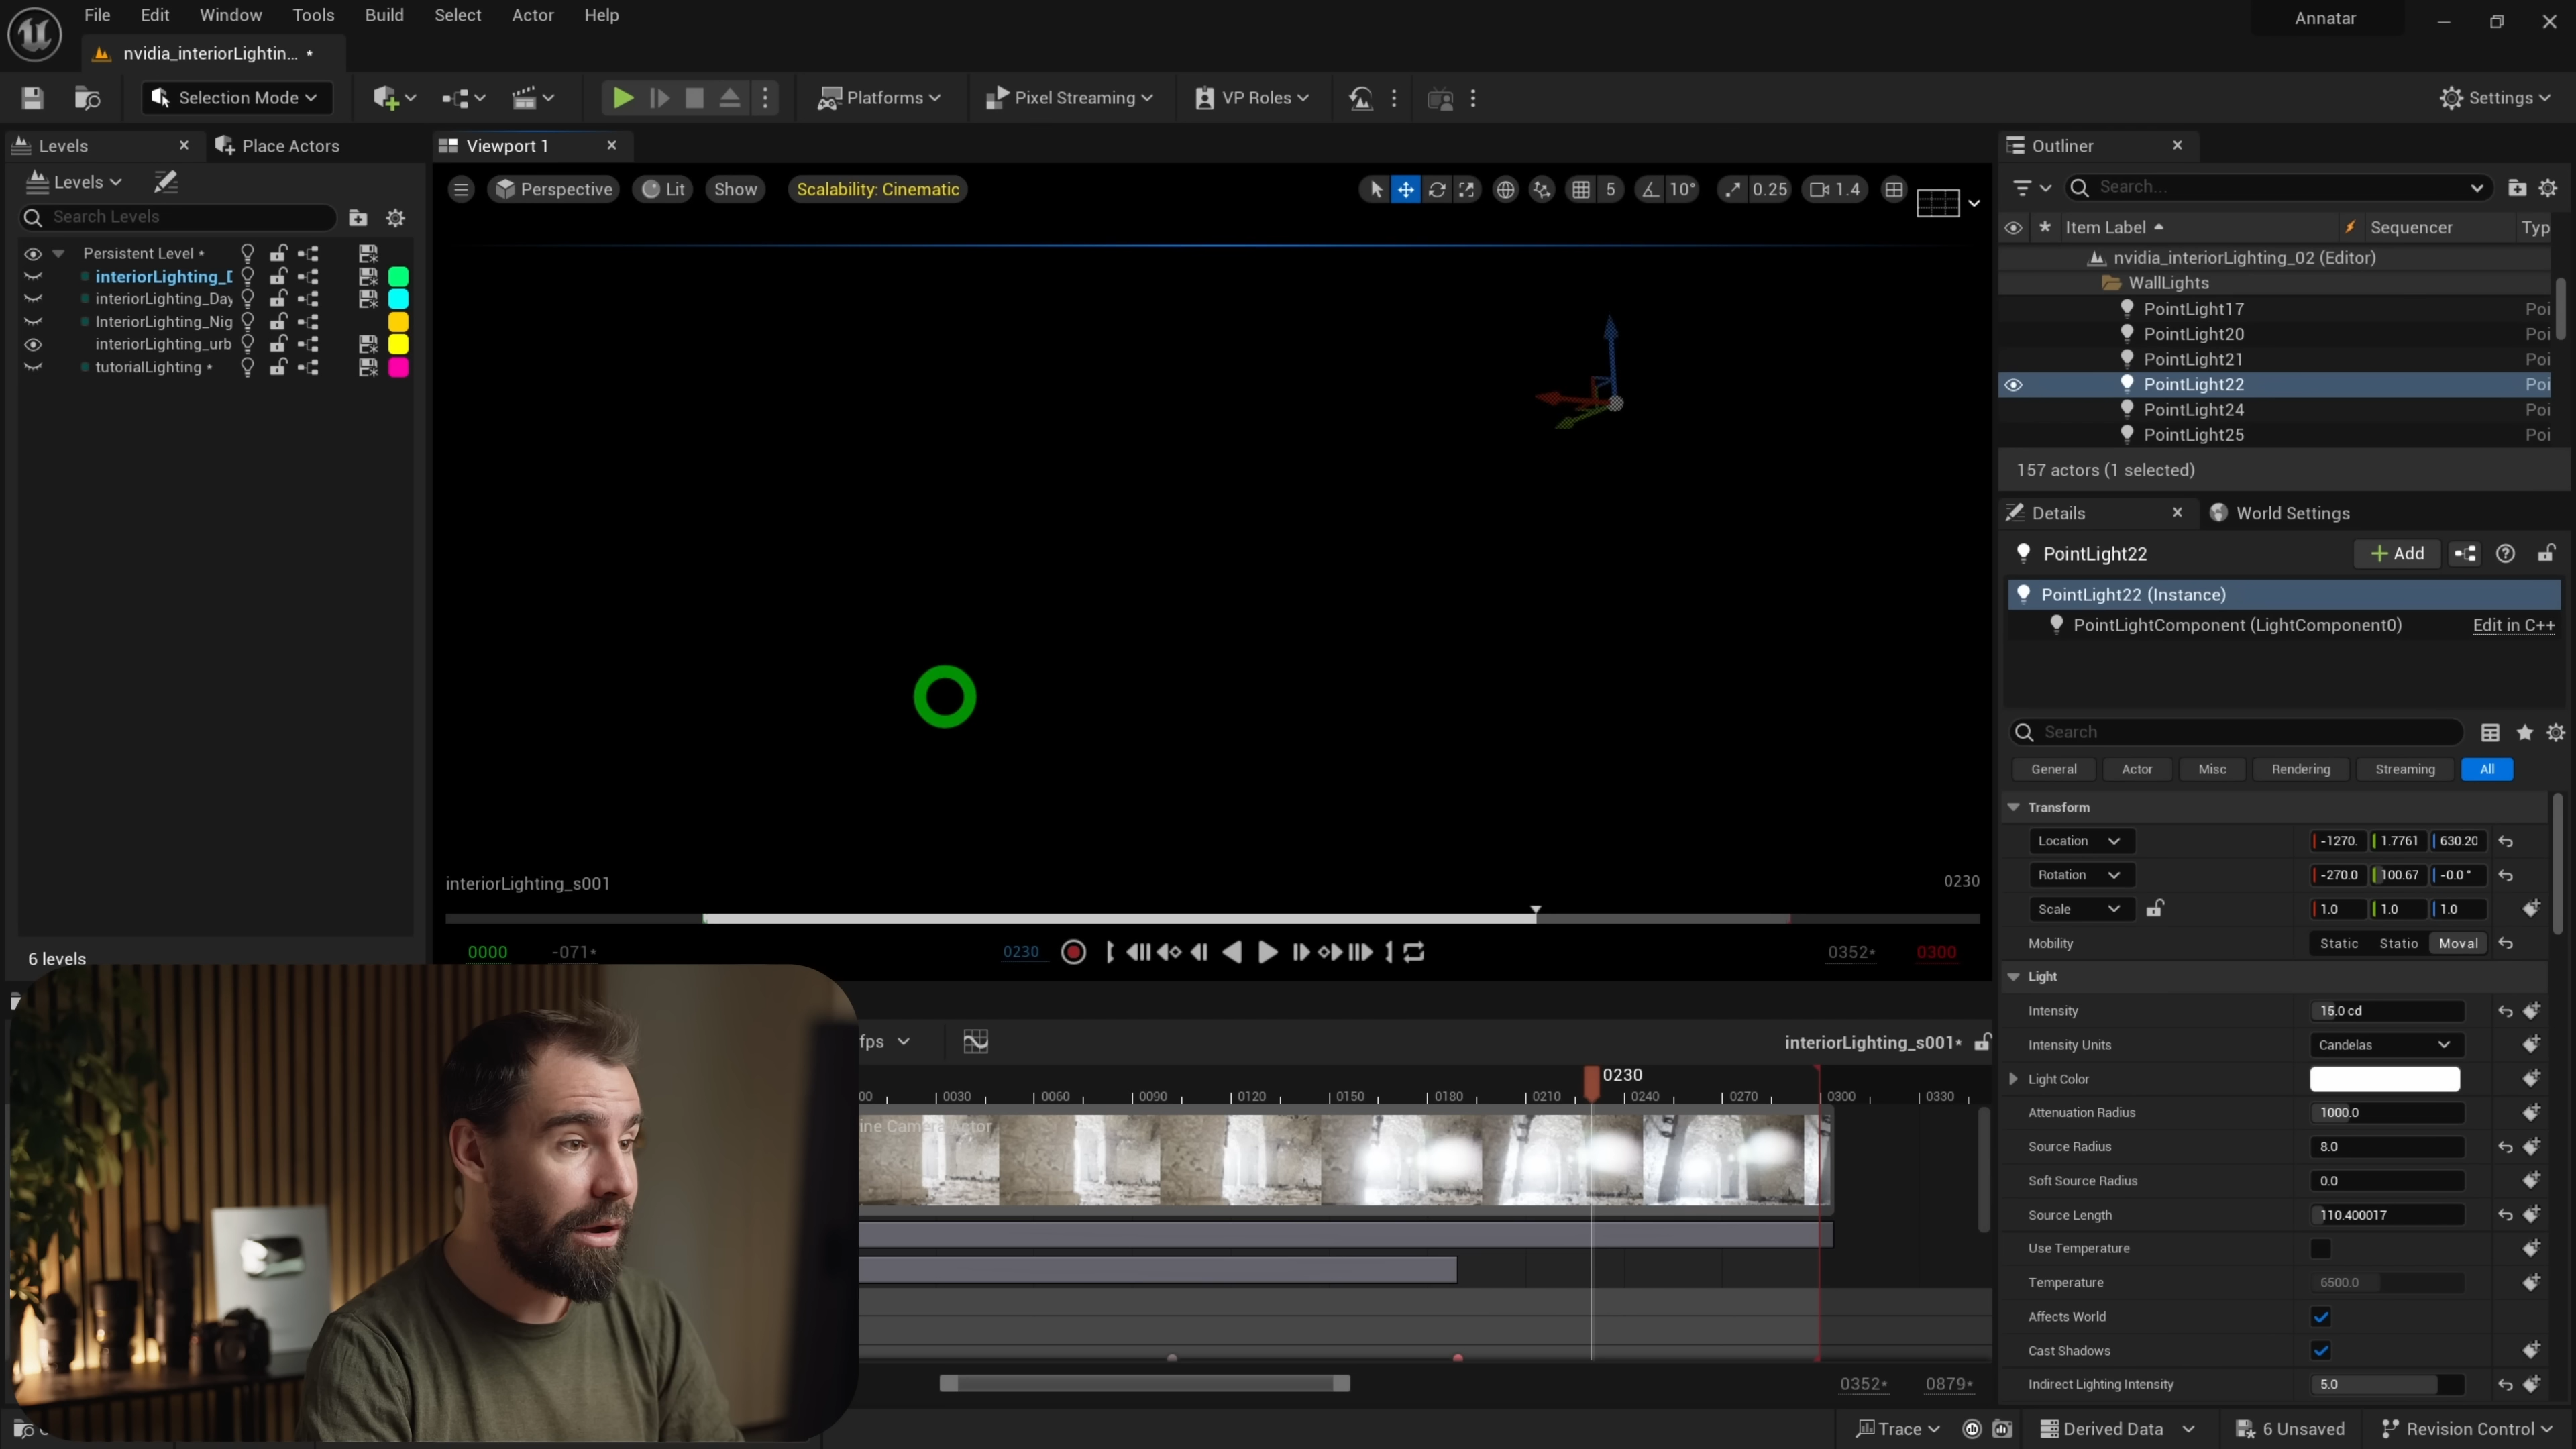 File Edit Window Tools Build Select Actor Help
Annatar
nvidia_interiorLightin... *
Selection Mode
Platforms
Pixel Streaming
VP Roles
Settings
Levels
Place Actors
Levels
Search Levels
Persistent Level *
interiorLighting_D
interiorLighting_Day
InteriorLighting_Nig
interiorLighting_urb
tutorialLighting *
6 levels
Viewport 1
Perspective
Lit
Show
Scalability: Cinematic
5
10°
0.25
1.4
interiorLighting_s001
0230
0000
-071*
0230
0352*
0300
fps
interiorLighting_s001*
0230
00 0030 0060 0090 0120 0150 0180 0210 0240 0270 0300 0330
ine Camera Actor
0352*
0879*
Outliner
Search...
Item Label
Sequencer
Typ
nvidia_interiorLighting_02 (Editor)
WallLights
PointLight17 Poi
PointLight20 Poi
PointLight21 Poi
PointLight22 Poi
PointLight24 Poi
PointLight25 Poi
157 actors (1 selected)
Details
World Settings
PointLight22
Add
PointLight22 (Instance)
PointLightComponent (LightComponent0)
Edit in C++
Search
General Actor Misc Rendering Streaming All
Transform
Location -1270. 1.7761 630.20
Rotation -270.0 100.67 -0.0 °
Scale 1.0 1.0 1.0
Mobility Static Statio Moval
Light
Intensity 15.0 cd
Intensity Units Candelas
Light Color
Attenuation Radius 1000.0
Source Radius 8.0
Soft Source Radius 0.0
Source Length 110.400017
Use Temperature
Temperature 6500.0
Affects World
Cast Shadows
Indirect Lighting Intensity 5.0
Trace
Derived Data
6 Unsaved
Revision Control